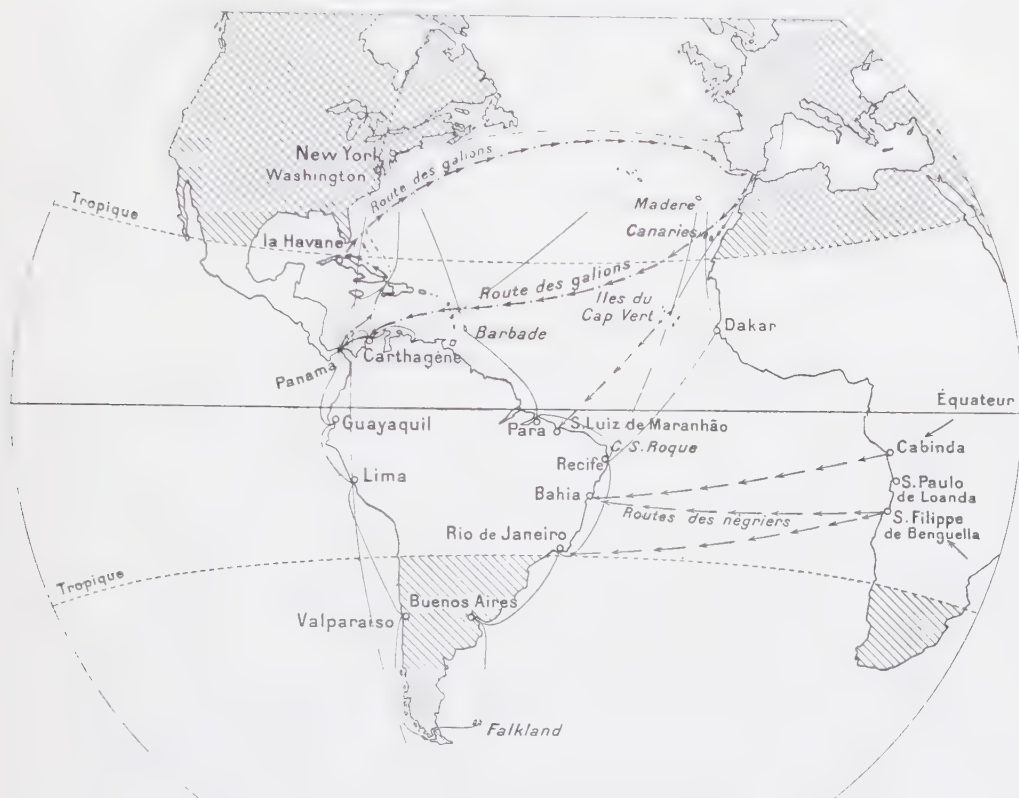 New York
Washington
Route des galions
Tropique
la Havane
Madere
Canaries
Route des galions
Iles du
Cap Vert
Dakar
Barbade
Carthagène
Panama
Équateur
Guayaquil
Para
S. Luiz de Maranhão
C. S. Roque
Recife
Cabinda
Lima
Bahia
S. Paulo
de Loanda
Routes des négriers
S. Filippe
de Benguella
Rio de Janeiro
Tropique
Buenos Aires
Valparaiso
Falkland